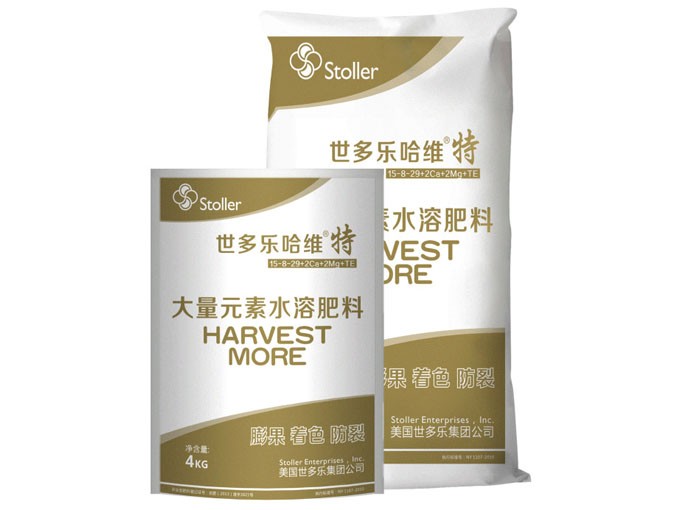 Stoller
世多乐哈维®特
15-8-29+2Ca+2Mg+TE
素水溶肥料
HARVEST
MORE
膨果 着色 防裂
Stoller Enterprises , Inc.
美国世多乐集团公司
Stoller
世多乐哈维®特
15-8-29+2Ca+2Mg+TE
大量元素水溶肥料
HARVEST
MORE
膨果 着色 防裂
净含量:
4KG
Stoller Enterprises , Inc.
美国世多乐集团公司